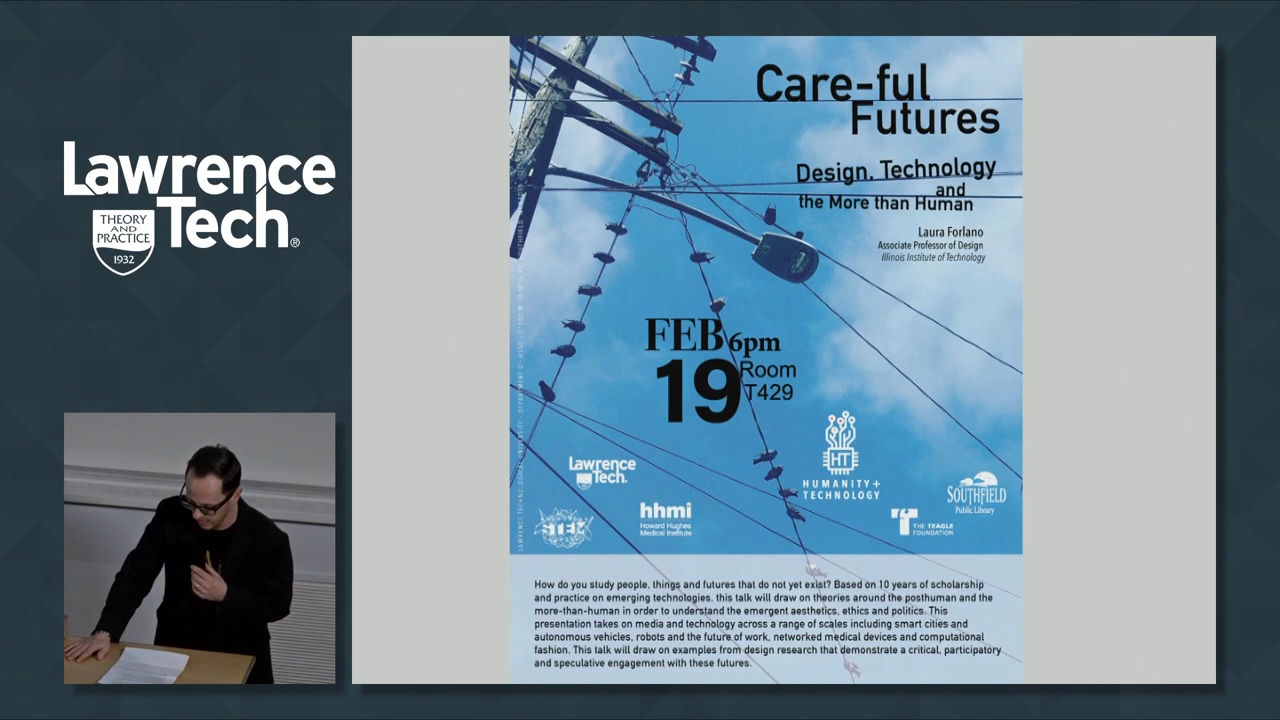 Lawrence
Tech®
THEORY
AND
PRACTICE
1932
Care-ful
Futures
Design, Technology
and
the More than Human
Laura Forlano
Associate Professor of Design
Illinois Institute of Technology
FEB 6pm
19 Room
T429
Lawrence
Tech
HT
HUMANITY+
TECHNOLOGY
SOUTHFIELD
Public Library
STEM
hhmi
Howard Hughes
Medical Institute
THE TEAGLE
FOUNDATION
How do you study people, things and futures that do not yet exist? Based on 10 years of scholarship
and practice on emerging technologies, this talk will draw on theories around the posthuman and the
more-than-human in order to understand the emergent aesthetics, ethics and politics. This
presentation takes on media and technology across a range of scales including smart cities and
autonomous vehicles, robots and the future of work, networked medical devices and computational
fashion. This talk will draw on examples from design research that demonstrate a critical, participatory
and speculative engagement with these futures.